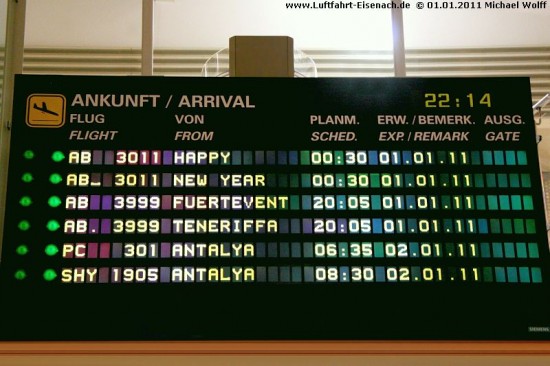 www.Luftfahrt-Eisenach.de © 01.01.2011 Michael Wolff
ANKUNFT / ARRIVAL 22:14
FLUG VON PLANM. ERW. / BEMERK. AUSG.
FLIGHT FROM SCHED. EXP. / REMARK GATE
AB 3011 HAPPY 00:30 01.01.11
AB_ 3011 NEW YEAR 00:30 01.01.11
AB 3999 FUERTEVENT 20:05 01.01.11
AB. 3999 TENERIFFA 20:05 01.01.11
PC 301 ANTALYA 06:35 02.01.11
SHY 1905 ANTALYA 08:30 02.01.11